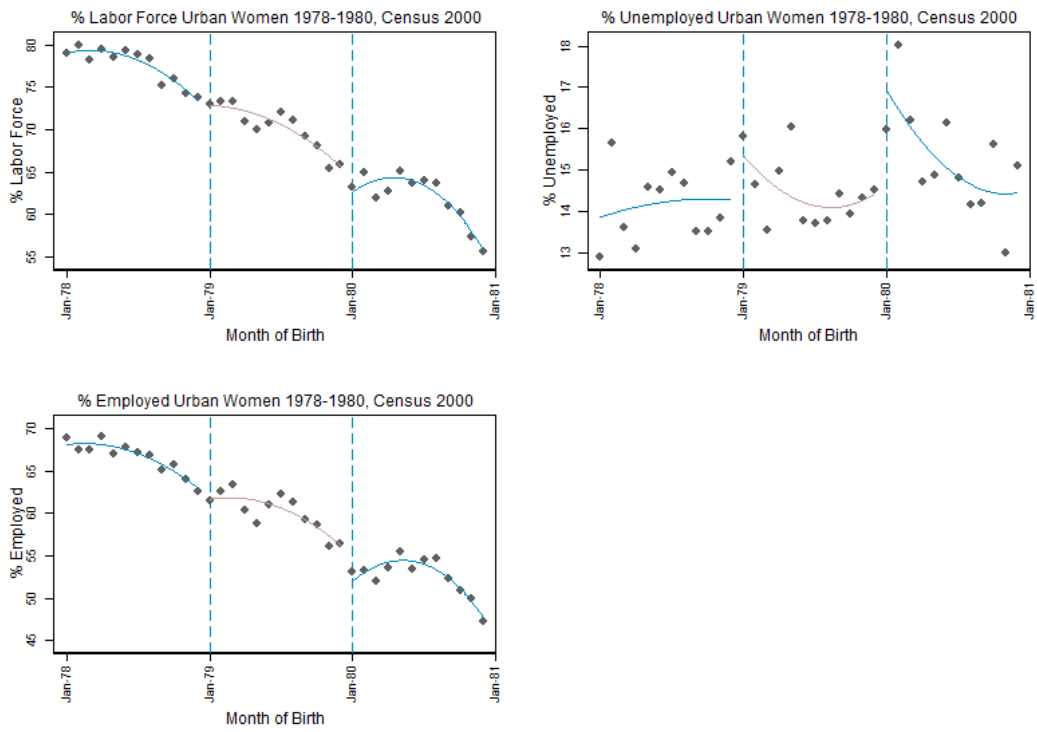 % Labor Force Urban Women 1978-1980, Census 2000
% Labor Force
80
75
70
65
60
55
Jan-78
Jan-79
Jan-80
Jan-81
Month of Birth
% Unemployed Urban Women 1978-1980, Census 2000
% Unemployed
18
17
16
15
14
13
Jan-78
Jan-79
Jan-80
Jan-81
Month of Birth
% Employed Urban Women 1978-1980, Census 2000
% Employed
70
65
60
55
50
45
Jan-78
Jan-79
Jan-80
Jan-81
Month of Birth